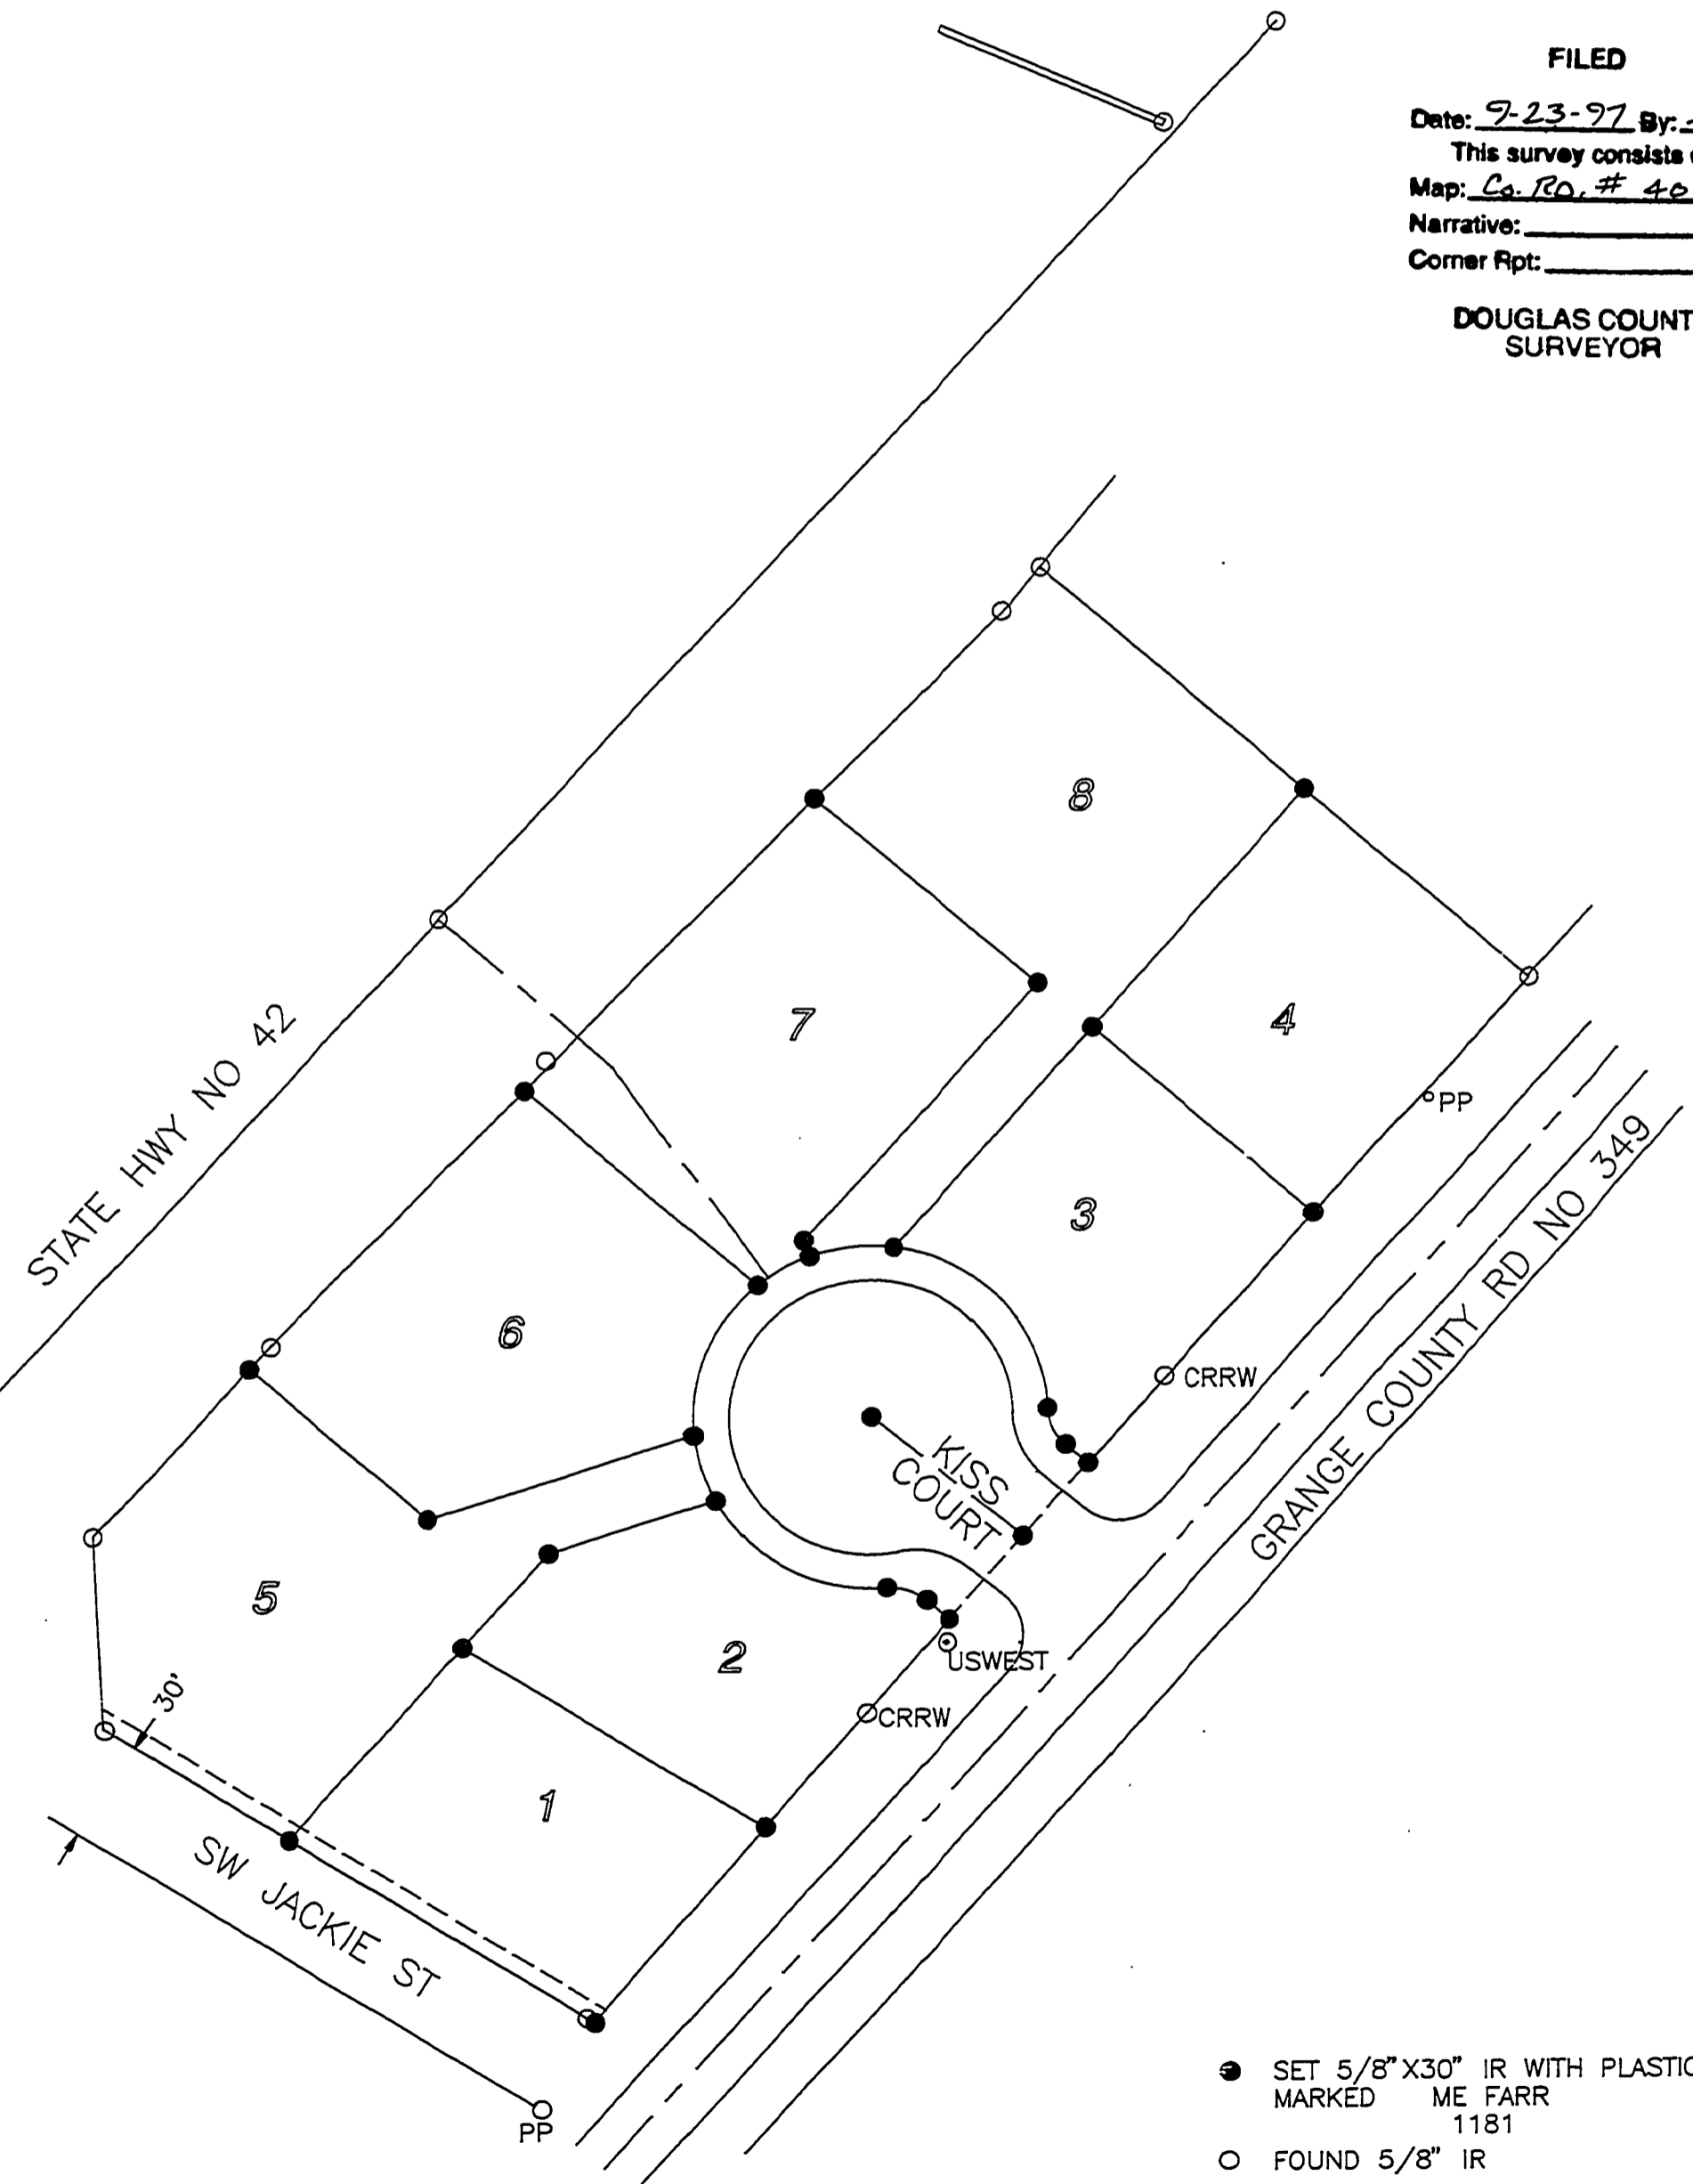 FILED
Date: 9-23-97 By:
This survey consists
Map: Co. RD. # 40
Narrative:
Corner Rpt:
DOUGLAS COUNT
SURVEYOR
8
7
4
STATE HWY NO 42
PP
3
6
GRANGE COUNTY RD NO 349
CRRW
KISS
COURT
5
2
USWEST
30'
CRRW
1
SW JACKIE ST
PP
SET 5/8"X30" IR WITH PLASTIC
MARKED ME FARR
1181
FOUND 5/8" IR